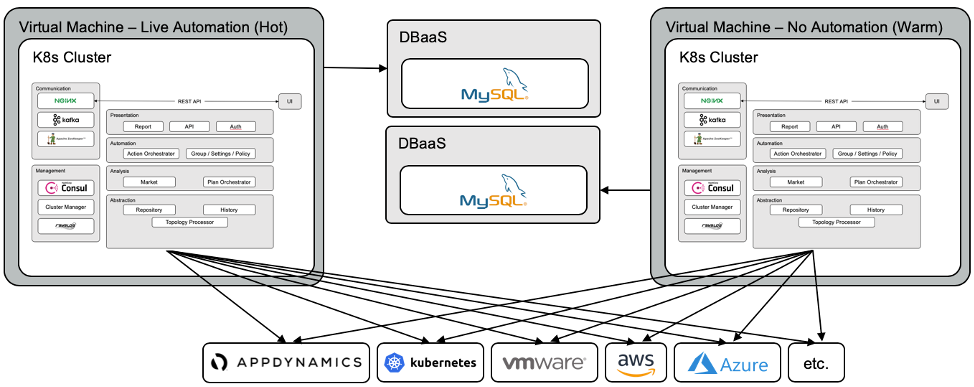 Virtual Machine – Live Automation (Hot)
K8s Cluster
Communication
NGINX
kafka
Apache ZooKeeper™
REST API
UI
Presentation
Report
API
Auth
Automation
Action Orchestrator
Group / Settings / Policy
Management
Consul
Cluster Manager
Analysis
Market
Plan Orchestrator
Abstraction
Repository
History
Topology Processor
DBaaS
MySQL®
DBaaS
MySQL®
Virtual Machine – No Automation (Warm)
K8s Cluster
Communication
NGINX
kafka
Apache ZooKeeper™
REST API
UI
Presentation
Report
API
Auth
Automation
Action Orchestrator
Group / Settings / Policy
Management
Consul
Cluster Manager
Analysis
Market
Plan Orchestrator
Abstraction
Repository
History
Topology Processor
APPDYNAMICS
kubernetes
vmware®
aws
Azure
etc.